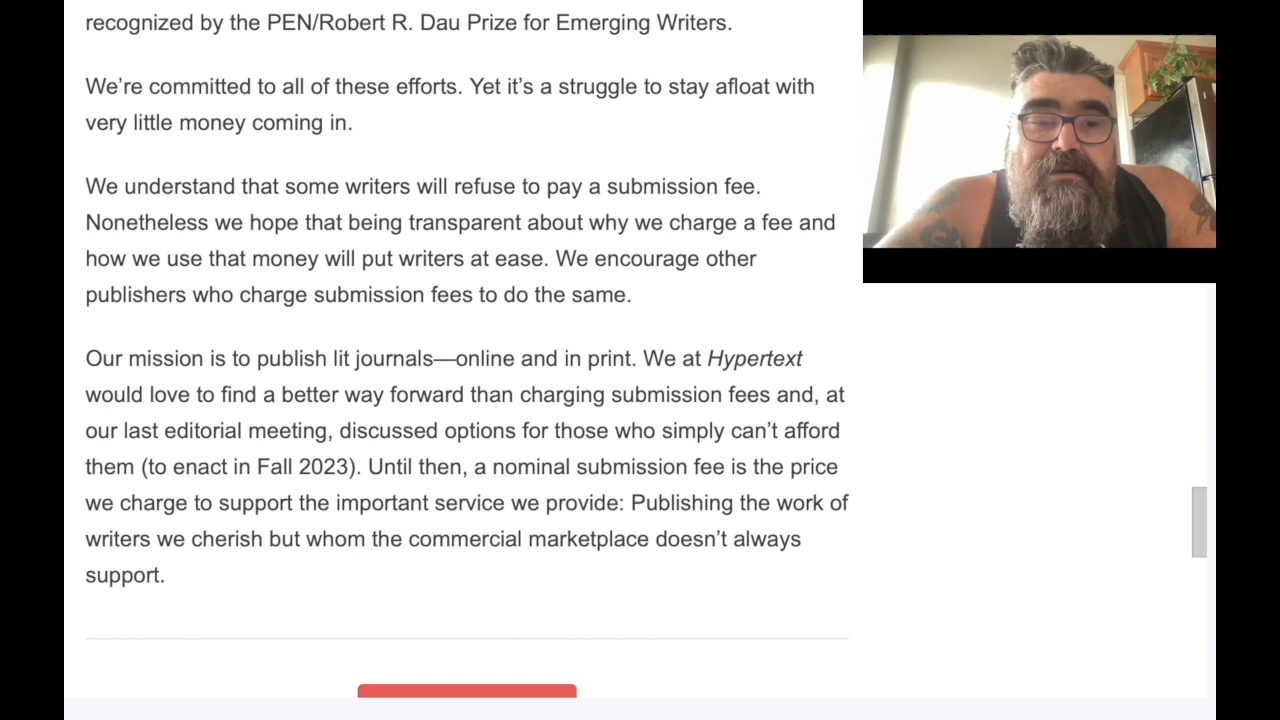 recognized by the PEN/Robert R. Dau Prize for Emerging Writers.
We’re committed to all of these efforts. Yet it’s a struggle to stay afloat with
very little money coming in.
We understand that some writers will refuse to pay a submission fee.
Nonetheless we hope that being transparent about why we charge a fee and
how we use that money will put writers at ease. We encourage other
publishers who charge submission fees to do the same.
Our mission is to publish lit journals—online and in print. We at Hypertext
would love to find a better way forward than charging submission fees and, at
our last editorial meeting, discussed options for those who simply can’t afford
them (to enact in Fall 2023). Until then, a nominal submission fee is the price
we charge to support the important service we provide: Publishing the work of
writers we cherish but whom the commercial marketplace doesn’t always
support.